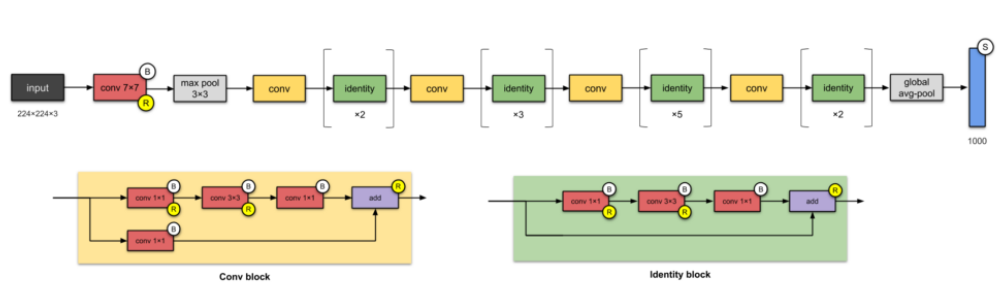 input
224×224×3
conv 7×7
B
R
max pool
3×3
conv
identity
×2
conv
identity
×3
conv
identity
×5
conv
identity
×2
global
avg-pool
S
1000
conv 1×1
B
R
conv 3×3
B
R
conv 1×1
B
add
R
conv 1×1
B
Conv block
conv 1×1
B
R
conv 3×3
B
R
conv 1×1
B
add
R
Identity block